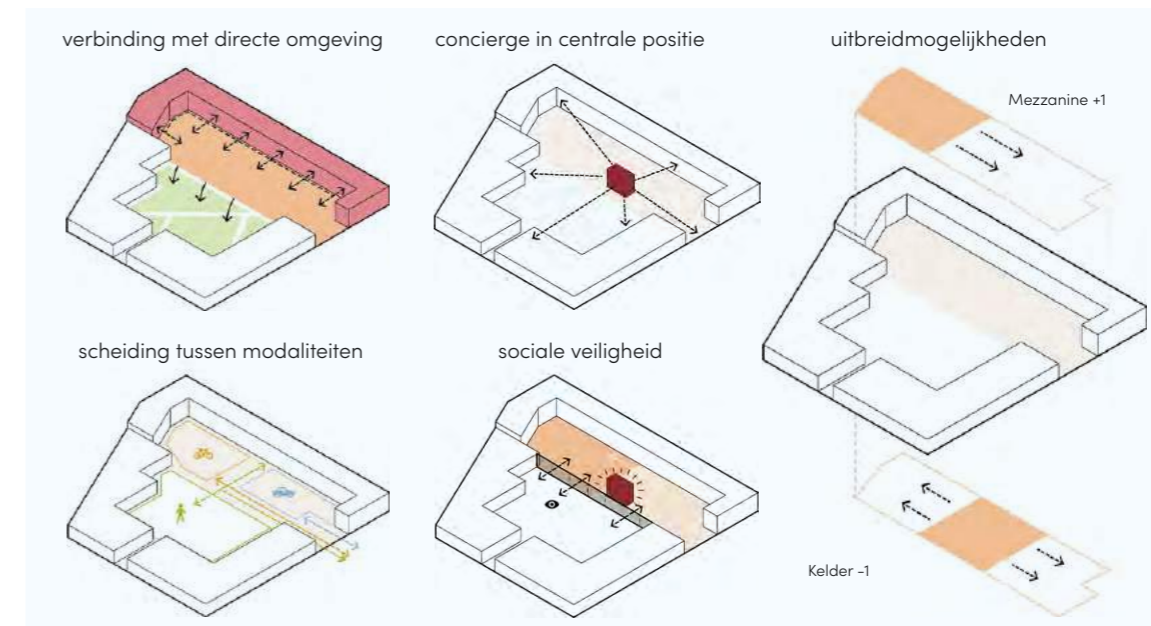 verbinding met directe omgeving
concierge in centrale positie
uitbreidmogelijkheden
Mezzanine +1
scheiding tussen modaliteiten
sociale veiligheid
Kelder -1